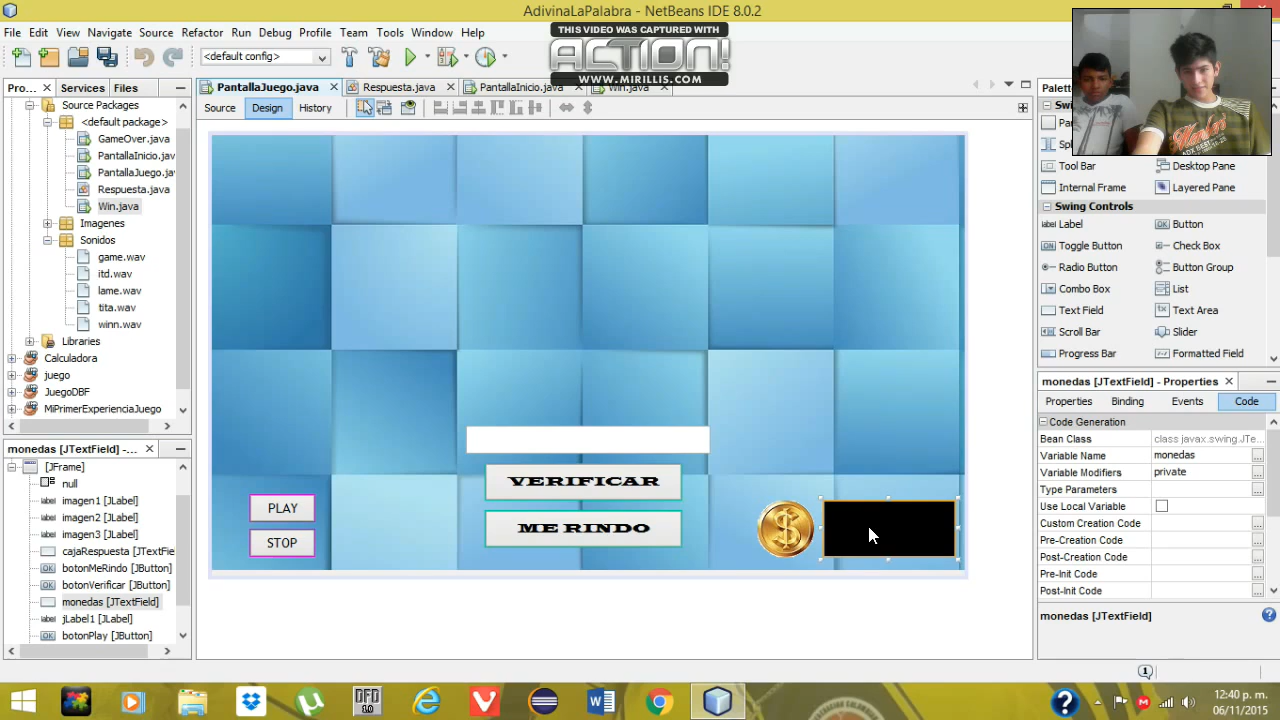 AdivinaLaPalabra - NetBeans IDE 8.0.2
File Edit View Navigate Source Refactor Run Debug Profile Team Tools Window Help
THIS VIDEO WAS CAPTURED WITH
ACTION!
WWW.MIRILLIS.COM
<default config>
Pro... Services Files
PantallaJuego.java Respuesta.java PantallaInicio.java Win.java
Source Design History
Source Packages
<default package>
GameOver.java
PantallaInicio.jav
PantallaJuego.jav
Respuesta.java
Win.java
Imagenes
Sonidos
game.wav
itd.wav
lame.wav
tita.wav
winn.wav
Libraries
Calculadora
juego
JuegoDBF
MiPrimerExperienciaJuego
monedas [JTextField] -...
[JFrame]
null
imagen1 [JLabel]
imagen2 [JLabel]
imagen3 [JLabel]
cajaRespuesta [JTextFie
botonMeRindo [JButton]
botonVerificar [JButton]
monedas [JTextField]
jLabel1 [JLabel]
botonPlay [JButton]
VERIFICAR
ME RINDO
PLAY
STOP
$
Palette
Tool Bar Desktop Pane
Internal Frame Layered Pane
Swing Controls
Label Button
Toggle Button Check Box
Radio Button Button Group
Combo Box List
Text Field Text Area
Scroll Bar Slider
Progress Bar Formatted Field
monedas [JTextField] - Properties
Properties Binding Events Code
Code Generation
Bean Class class javax.swing.JTe...
Variable Name monedas
Variable Modifiers private
Type Parameters
Use Local Variable
Custom Creation Code
Pre-Creation Code
Post-Creation Code
Pre-Init Code
Post-Init Code
monedas [JTextField]
1
DFD
12:40 p. m.
06/11/2015